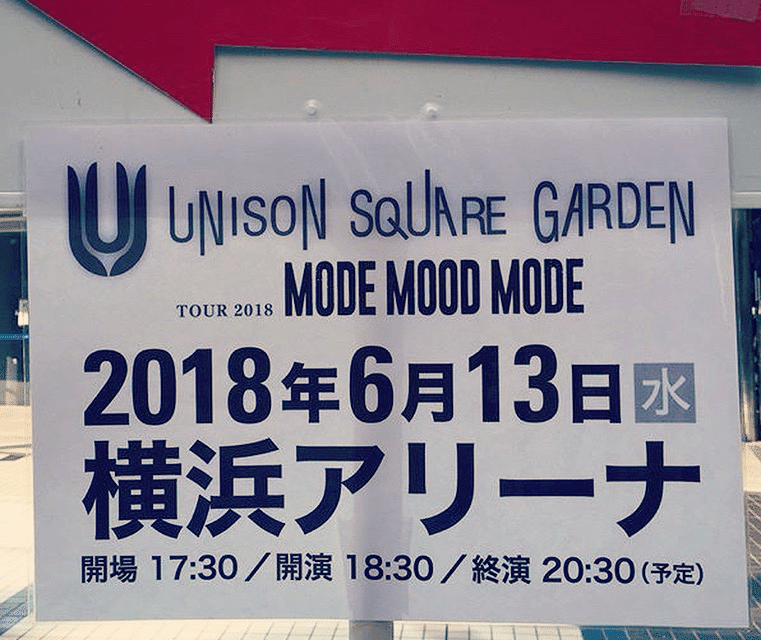 UNISON SQUARE GARDEN
TOUR 2018 MODE MOOD MODE
2018年6月13日 水
横浜アリーナ
開場 17:30／開演 18:30／終演 20:30(予定)